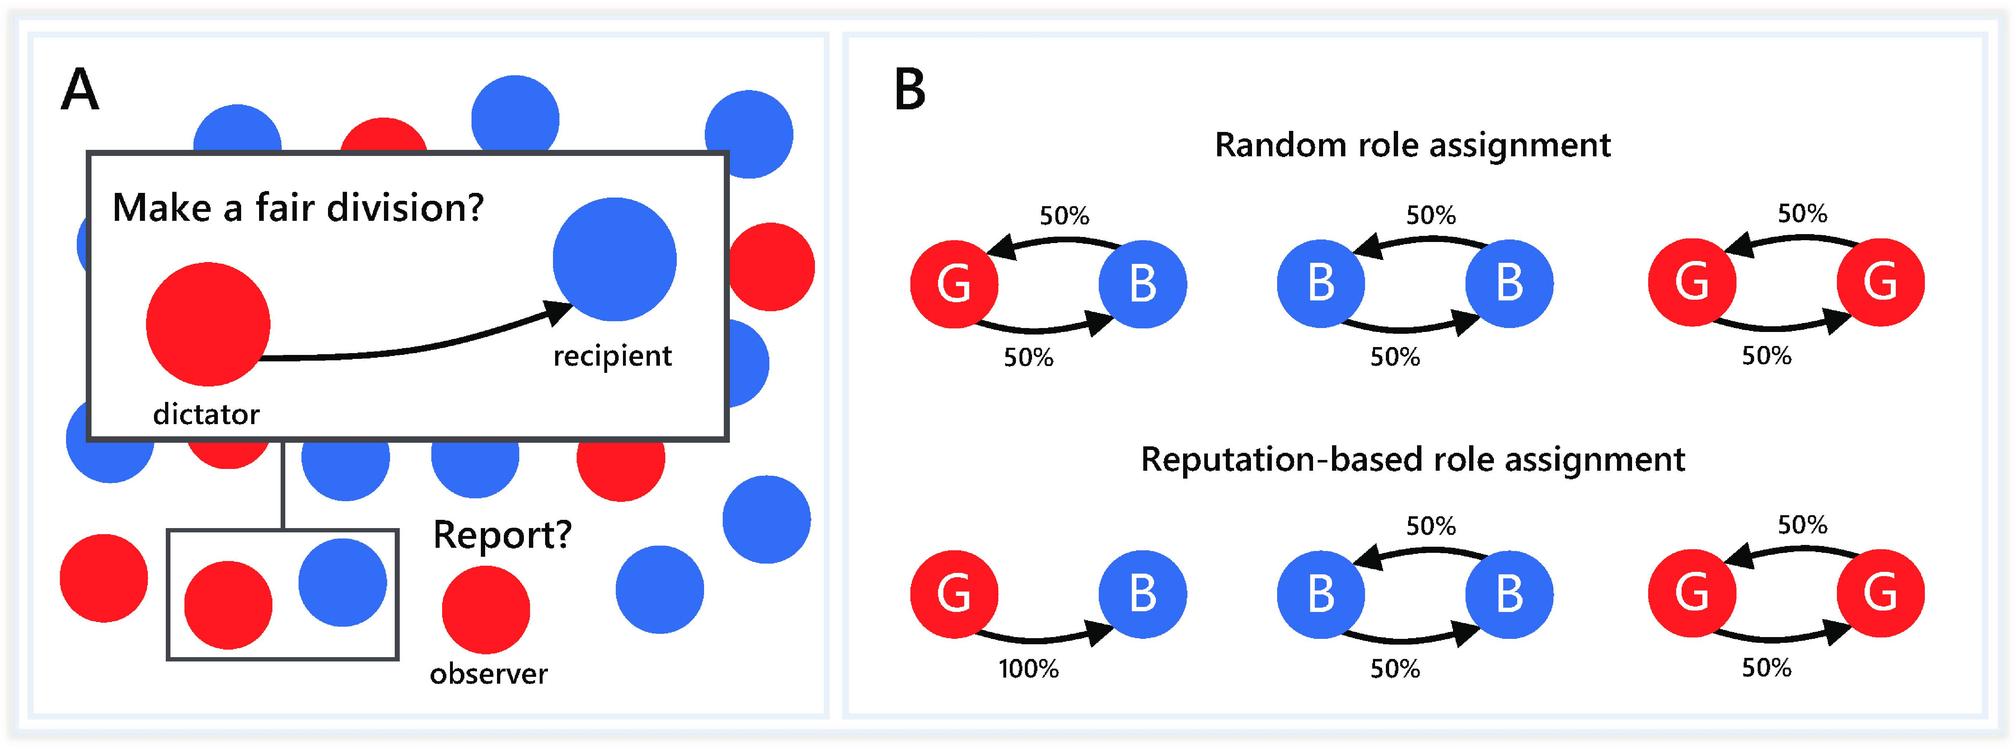 A
Make a fair division?
recipient
dictator
Report?
observer
B
Random role assignment
50%
50%
50%
G
B
B
B
G
G
50%
50%
50%
Reputation-based role assignment
50%
50%
G
B
B
B
G
G
100%
50%
50%